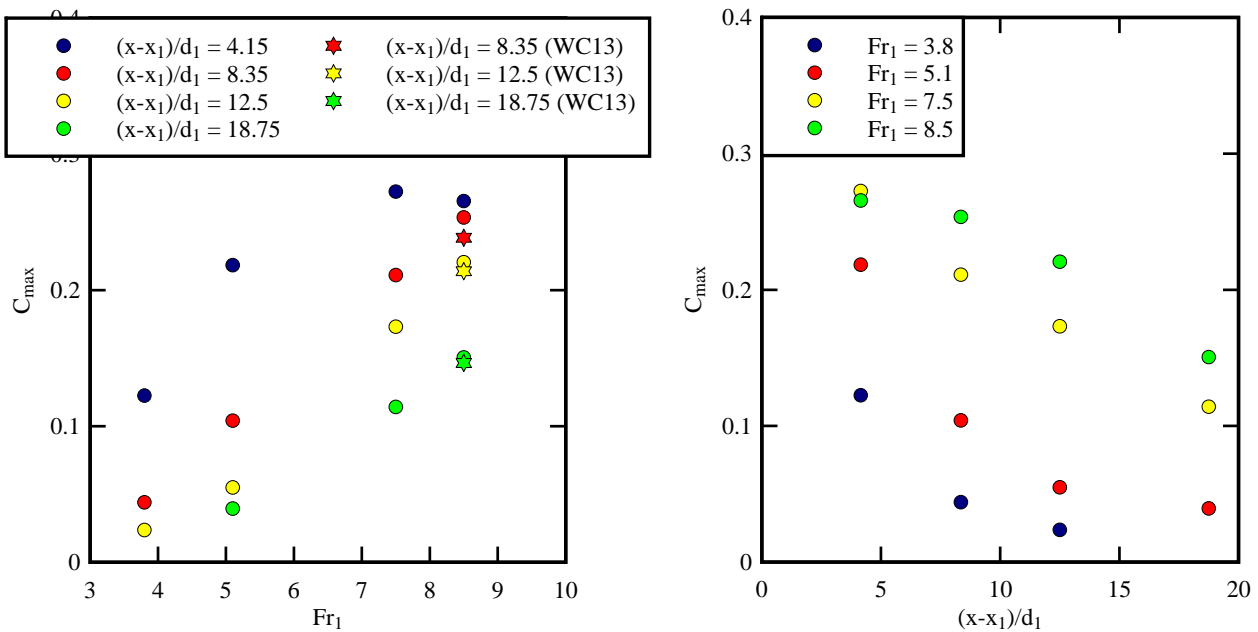 0.4
(x-x₁)/d₁ = 4.15
(x-x₁)/d₁ = 8.35
(x-x₁)/d₁ = 12.5
(x-x₁)/d₁ = 18.75
(x-x₁)/d₁ = 8.35 (WC13)
(x-x₁)/d₁ = 12.5 (WC13)
(x-x₁)/d₁ = 18.75 (WC13)
0.3
0.2
0.1
0
Cmax
3 4 5 6 7 8 9 10
Fr₁
0.4
0.3
0.2
0.1
0
Cmax
Fr₁ = 3.8
Fr₁ = 5.1
Fr₁ = 7.5
Fr₁ = 8.5
0 5 10 15 20
(x-x₁)/d₁